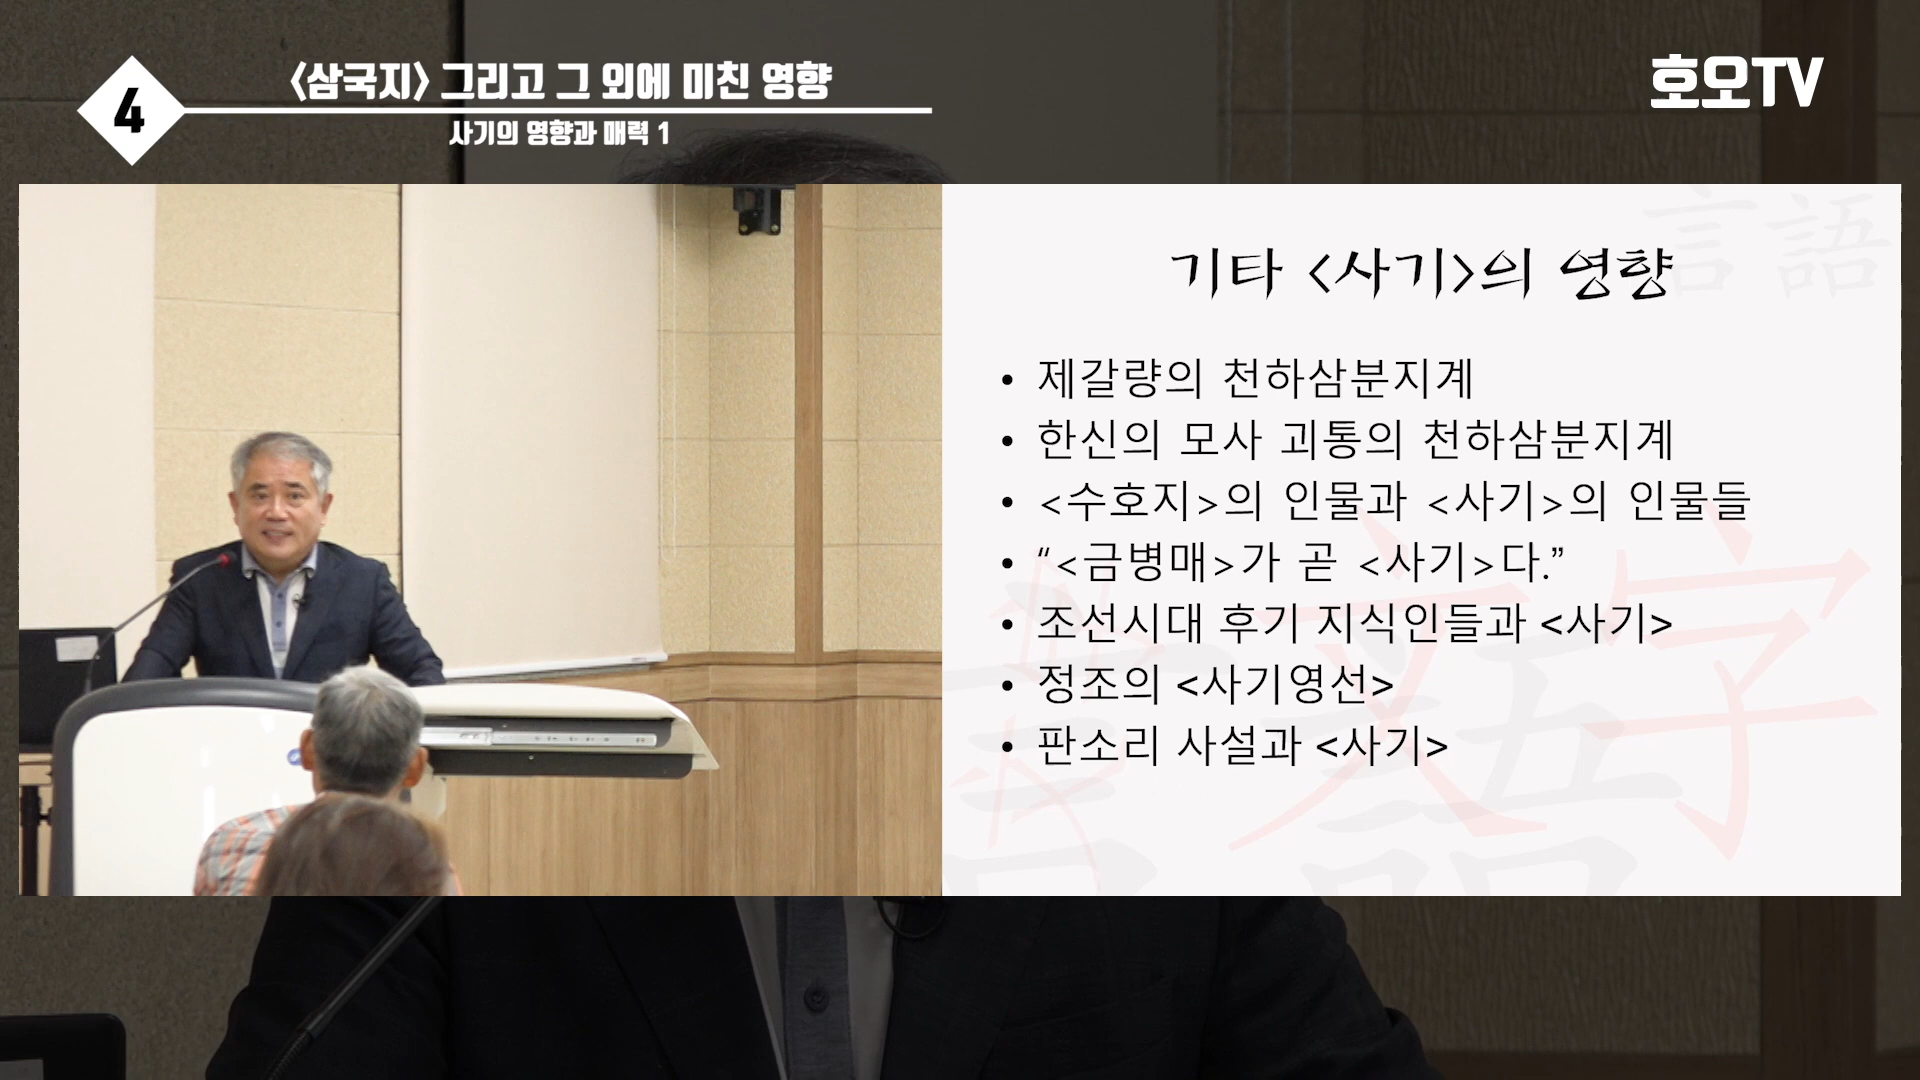 4
<삼국지> 그리고 그 외에 미친 영향
사기의 영향과 매력 1
호오TV
言語
기타 <사기>의 영향
• 제갈량의 천하삼분지계
• 한신의 모사 괴통의 천하삼분지계
• <수호지>의 인물과 <사기>의 인물들
• “<금병매>가 곧 <사기>다.”
• 조선시대 후기 지식인들과 <사기>
• 정조의 <사기영선>
• 판소리 사설과 <사기>
文字